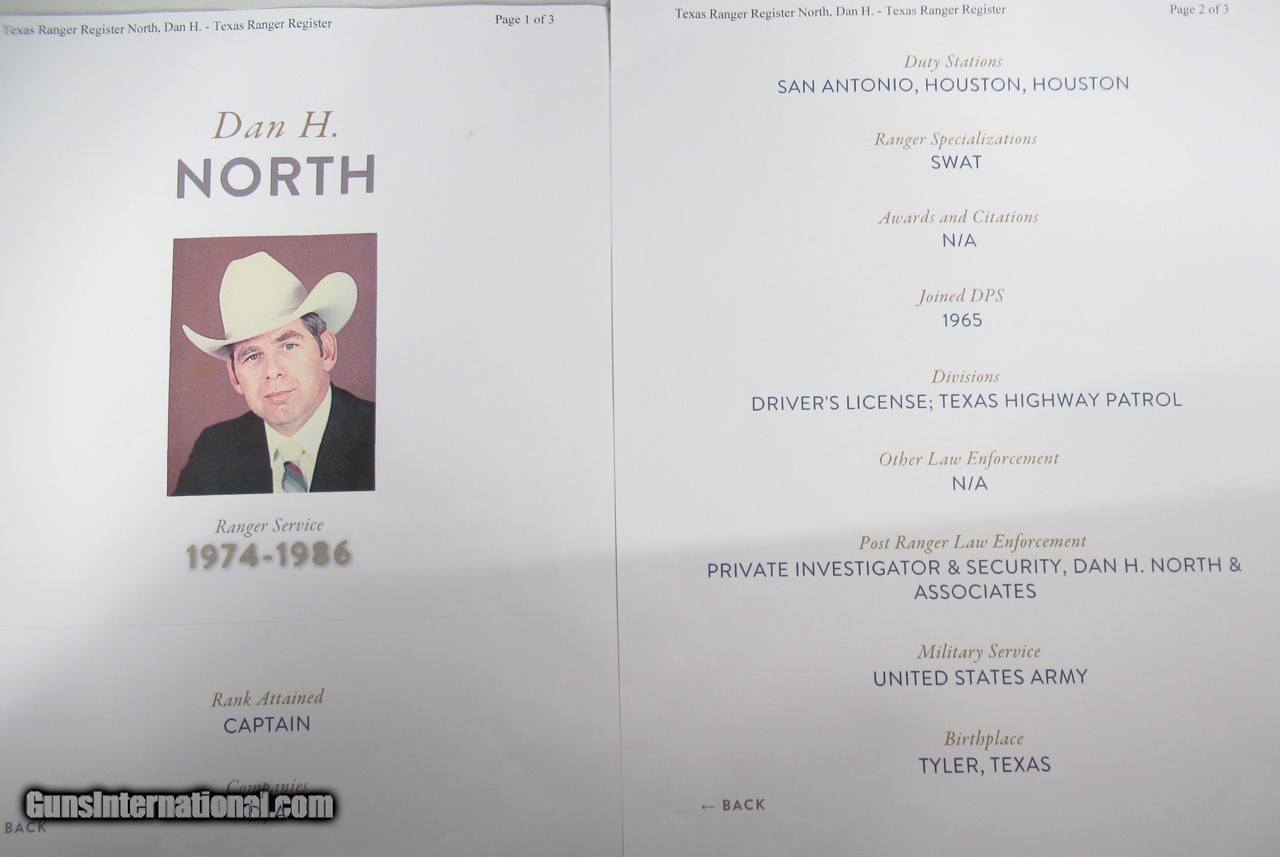 Texas Ranger Register North, Dan H. - Texas Ranger Register
Page 1 of 3
Dan H.
NORTH
Ranger Service
1974-1986
Rank Attained
CAPTAIN
Companies
GunsInternational.com
BACK
Texas Ranger Register North, Dan H. - Texas Ranger Register
Page 2 of 3
Duty Stations
SAN ANTONIO, HOUSTON, HOUSTON
Ranger Specializations
SWAT
Awards and Citations
N/A
Joined DPS
1965
Divisions
DRIVER'S LICENSE; TEXAS HIGHWAY PATROL
Other Law Enforcement
N/A
Post Ranger Law Enforcement
PRIVATE INVESTIGATOR & SECURITY, DAN H. NORTH &
ASSOCIATES
Military Service
UNITED STATES ARMY
Birthplace
TYLER, TEXAS
← BACK